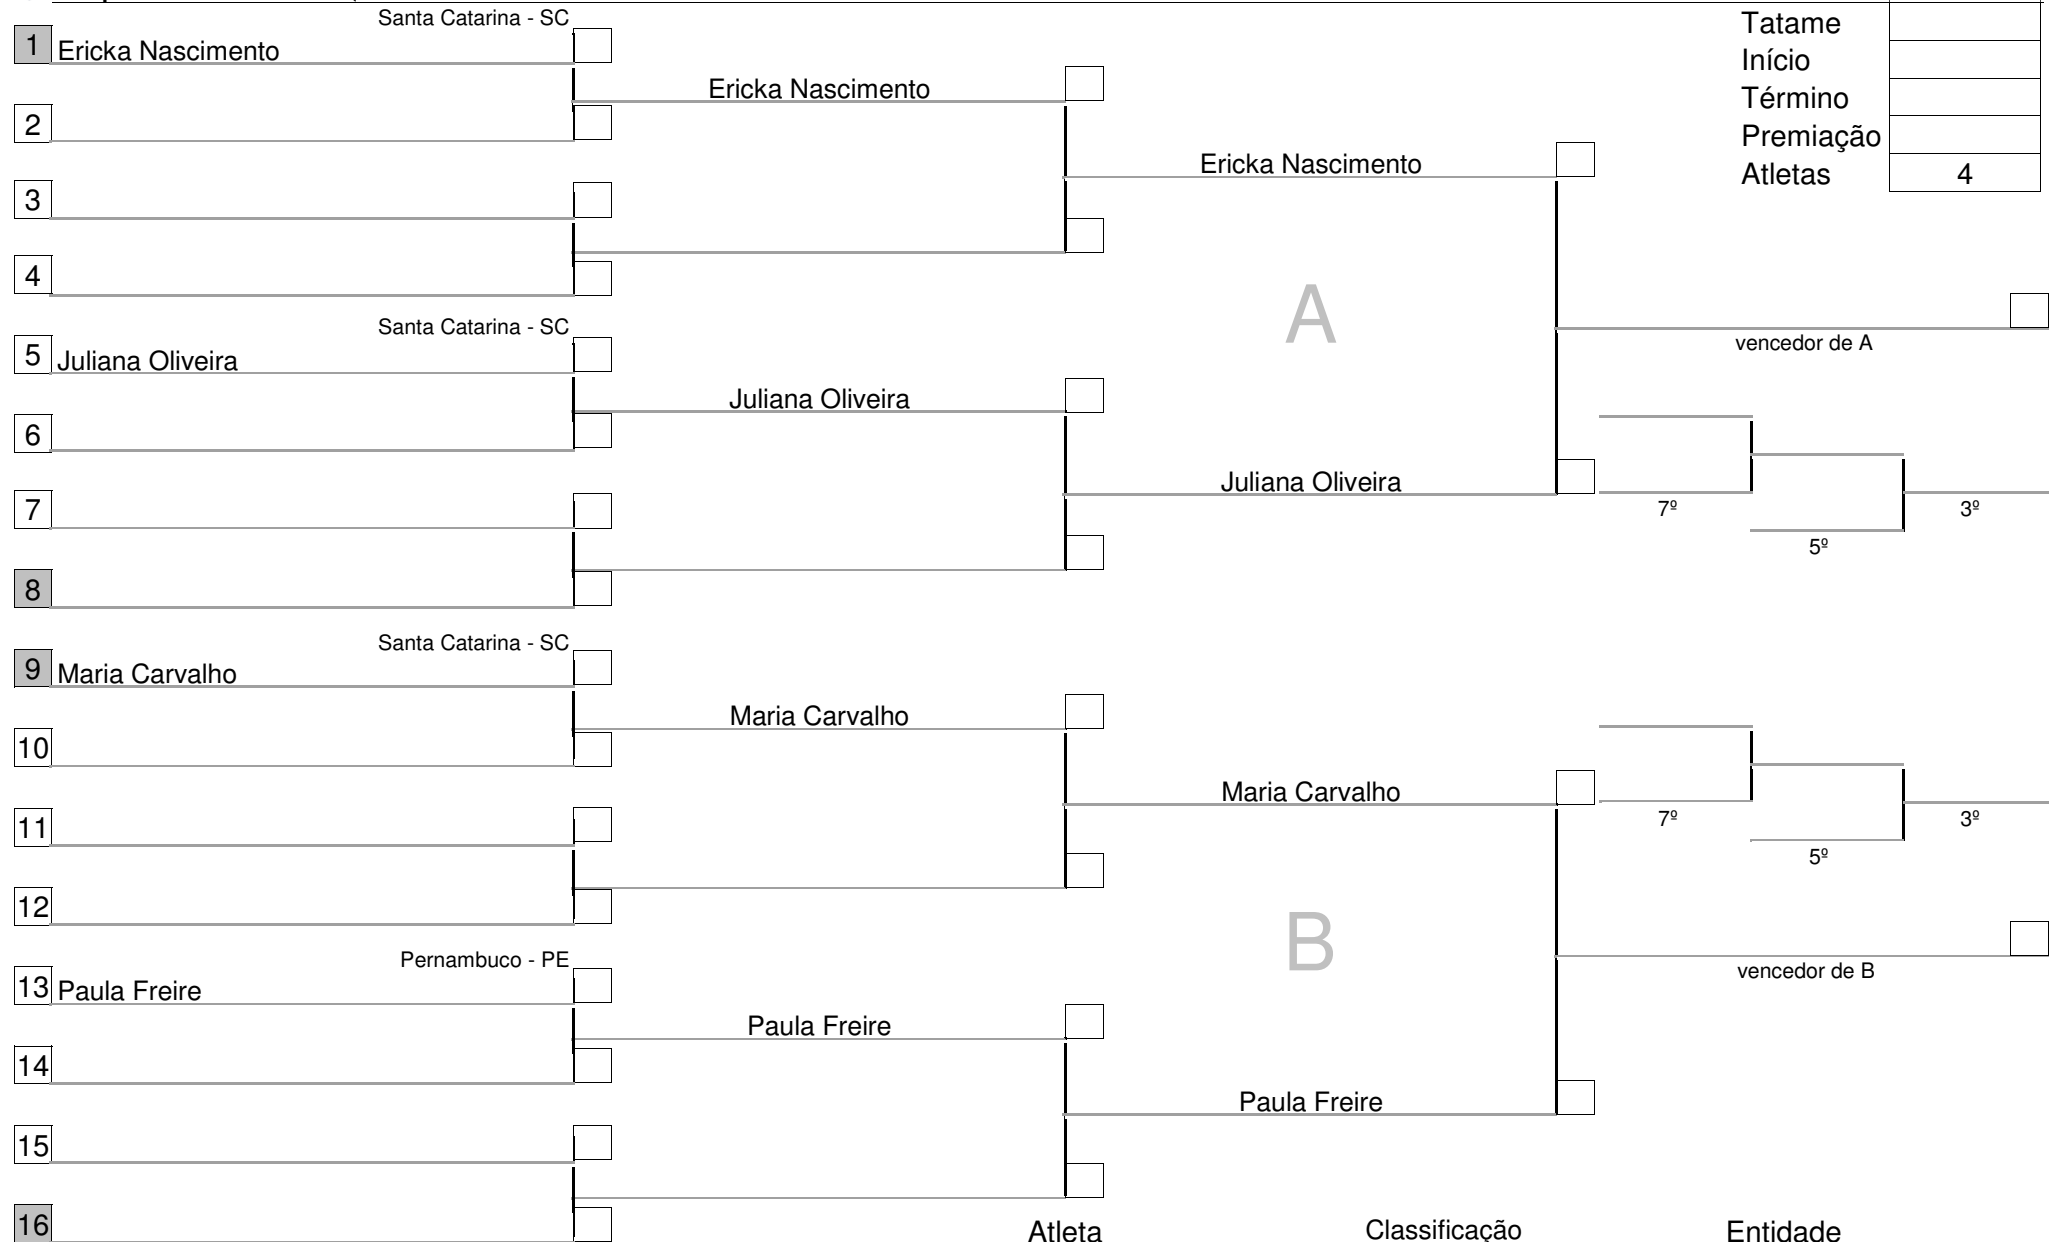 Santa Catarina - SC
1 Ericka Nascimento
Tatame
Início
Ericka Nascimento
Término
2
Premiação
Ericka Nascimento
Atletas 4
3
4
A
Santa Catarina - SC
vencedor de A
5 Juliana Oliveira
Juliana Oliveira
6
Juliana Oliveira
7
7º 3º
5º
8
Santa Catarina - SC
9 Maria Carvalho
Maria Carvalho
10
Maria Carvalho
7º 3º
11
5º
12
B
Pernambuco - PE
vencedor de B
13 Paula Freire
Paula Freire
14
Paula Freire
15
16
Atleta Classificação Entidade